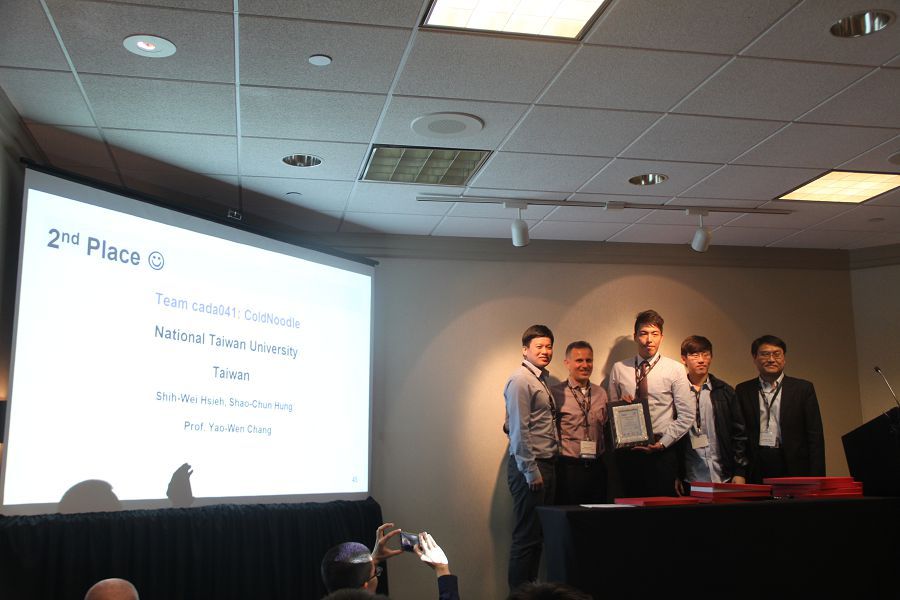 2nd Place ☺
Team cada041: ColdNoodle
National Taiwan University
Taiwan
Shih-Wei Hsieh, Shao-Chun Hung
Prof. Yao-Wen Chang